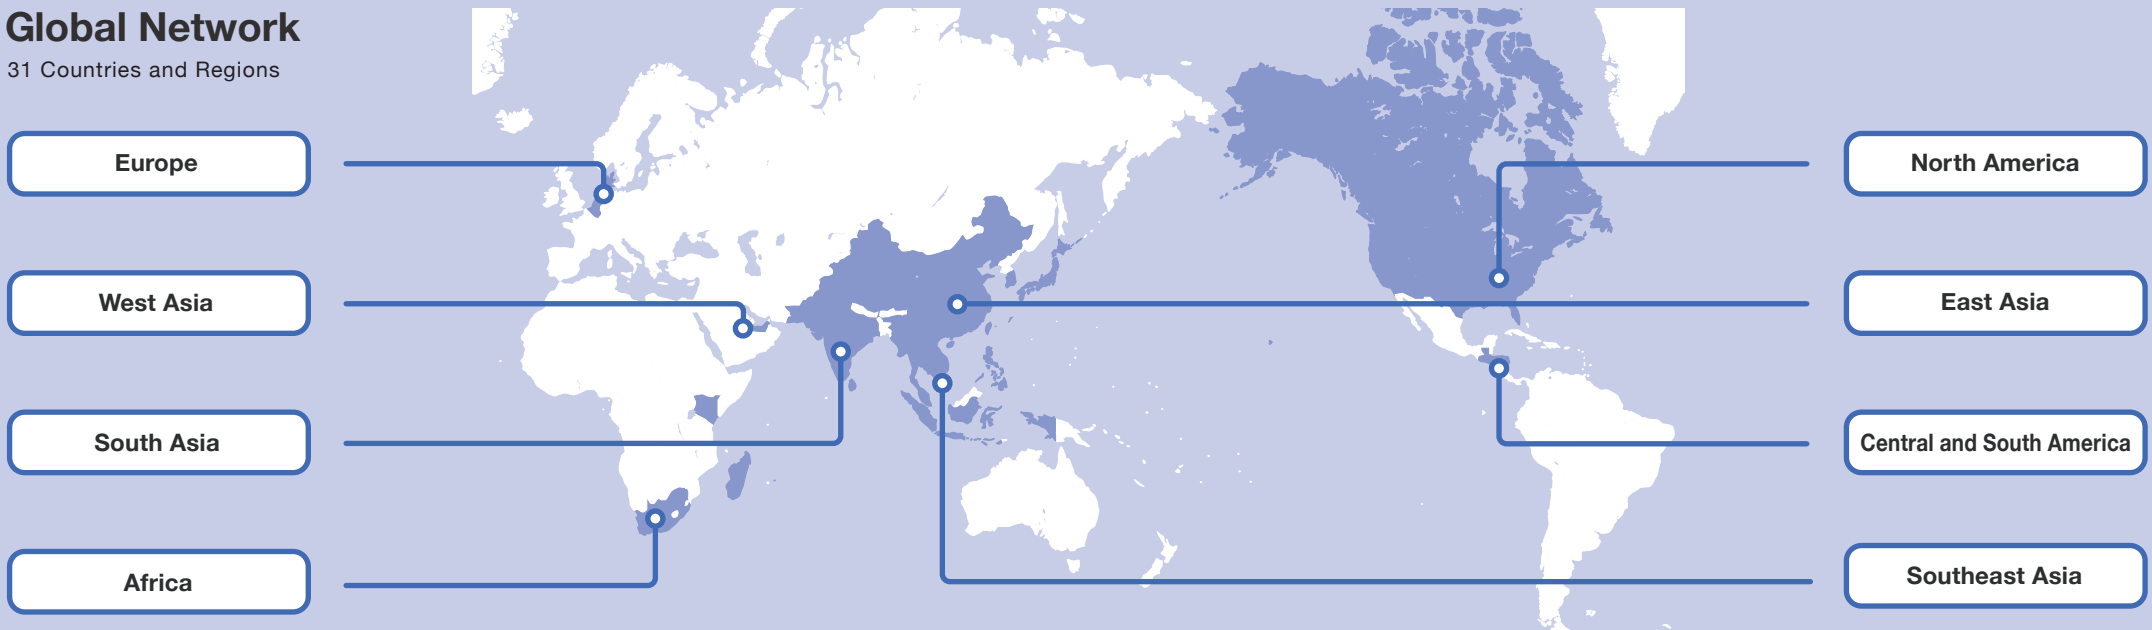 Global Network
31 Countries and Regions
Europe
West Asia
South Asia
Africa
North America
East Asia
Central and South America
Southeast Asia